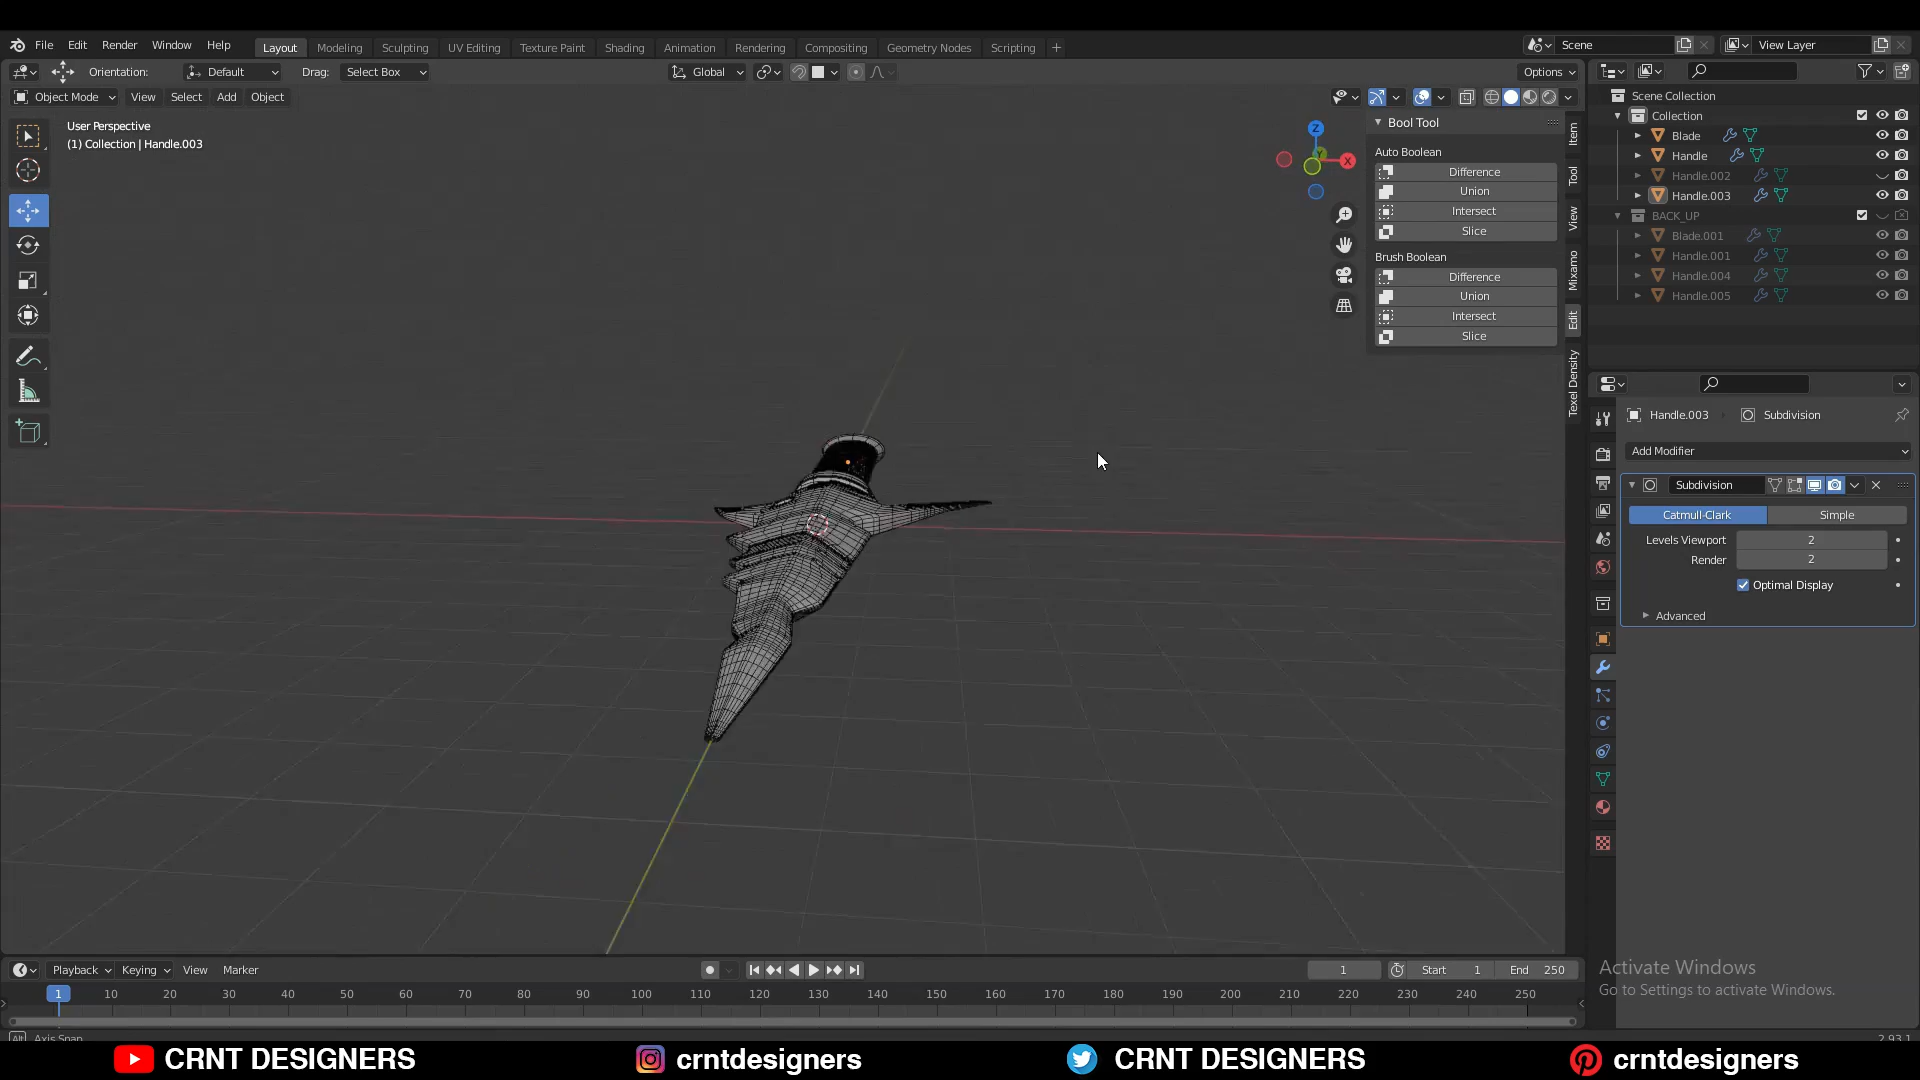 File Edit Render Window Help Layout Modeling Sculpting UV Editing Texture Paint Shading Animation Rendering Compositing Geometry Nodes Scripting + Scene View Layer
Orientation: Default Drag: Select Box Global Options
Object Mode View Select Add Object
User Perspective
(1) Collection | Handle.003
Z
Y
X
Bool Tool
Auto Boolean
Difference
Union
Intersect
Slice
Brush Boolean
Difference
Union
Intersect
Slice
Item
Tool
View
Mixamo
Edit
Texel Density
Scene Collection
Collection
Blade
Handle
Handle.002
Handle.003
BACK_UP
Blade.001
Handle.001
Handle.004
Handle.005
Handle.003 Subdivision
Add Modifier
Subdivision
Catmull-Clark Simple
Levels Viewport 2
Render 2
Optimal Display
Advanced
Activate Windows
Go to Settings to activate Windows.
Playback Keying View Marker 1 Start 1 End 250
1 10 20 30 40 50 60 70 80 90 100 110 120 130 140 150 160 170 180 190 200 210 220 230 240 250
Alt Axis Snap 2.93.1
CRNT DESIGNERS crntdesigners CRNT DESIGNERS crntdesigners